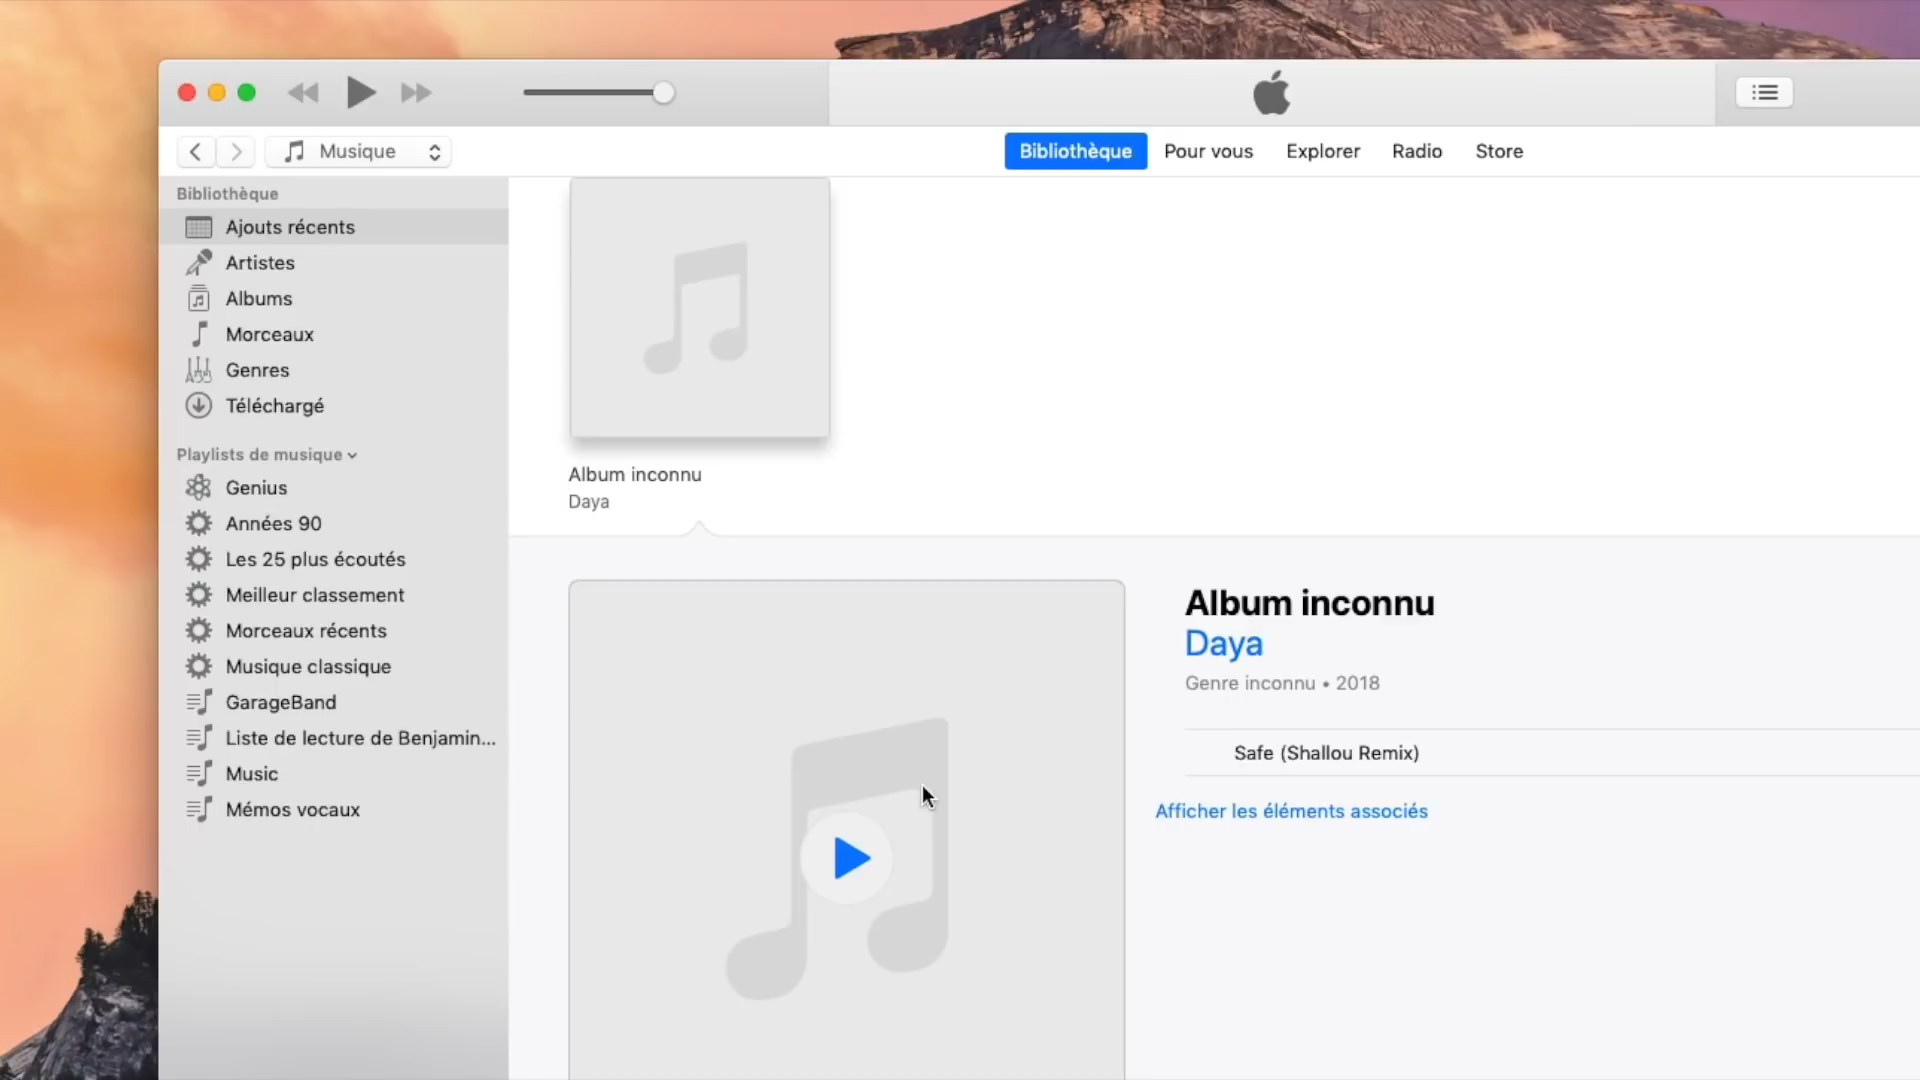 Musique
Bibliothèque
Pour vous
Explorer
Radio
Store
Bibliothèque
Ajouts récents
Artistes
Albums
Morceaux
Genres
Téléchargé
Playlists de musique
Genius
Années 90
Les 25 plus écoutés
Meilleur classement
Morceaux récents
Musique classique
GarageBand
Liste de lecture de Benjamin...
Music
Mémos vocaux
Album inconnu
Daya
Album inconnu
Daya
Genre inconnu • 2018
Safe (Shallou Remix)
Afficher les éléments associés